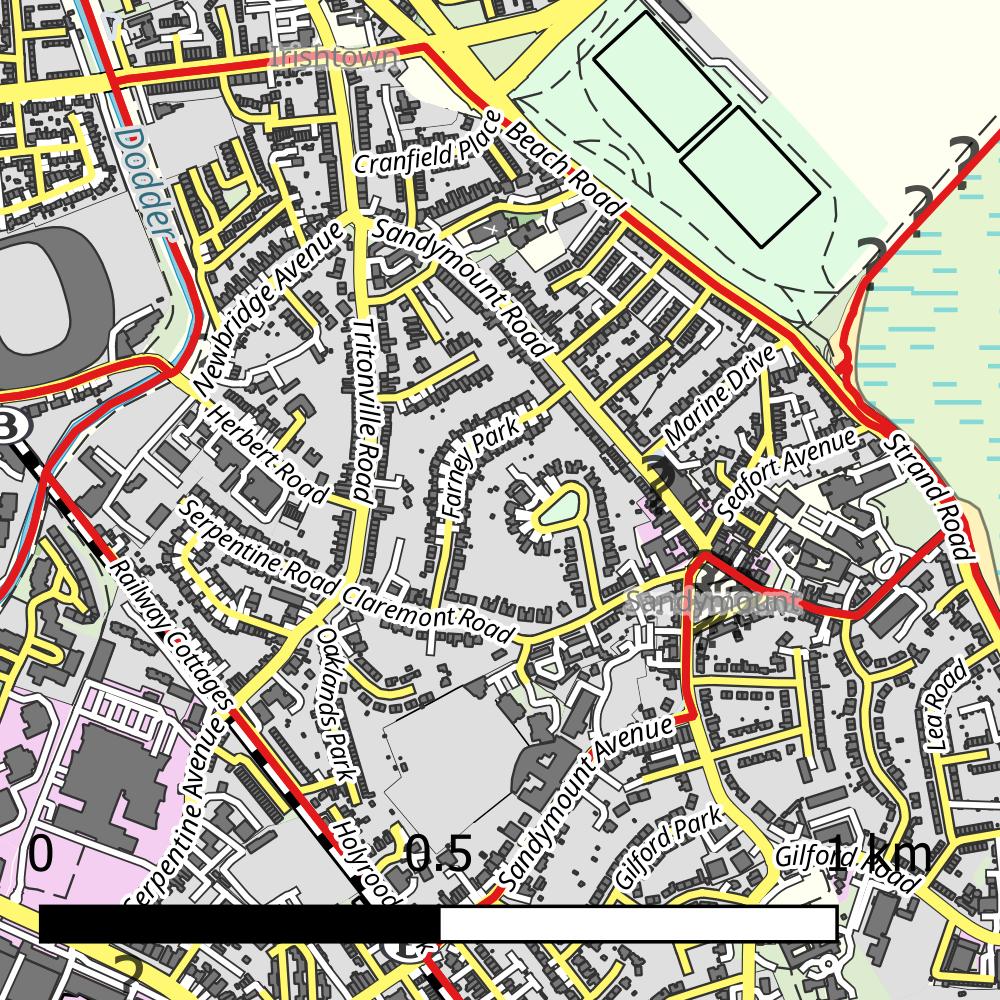 Irishtown
Dodder
Cranfield Place
Beach Road
?
?
?
Newbridge Avenue
Sandymount Road
Tritonville Road
Marine Drive
3
Herbert Road
Farney Park
Seafort Avenue
Strand Road
?
Serpentine Road
Claremont Road
Sandymount
Railway Cottages
Oaklands Park
Lea Road
Sandymount Avenue
Serpentine Avenue
Holyrood
Gilford Park
Gilford Road
0
0.5
1 km
?